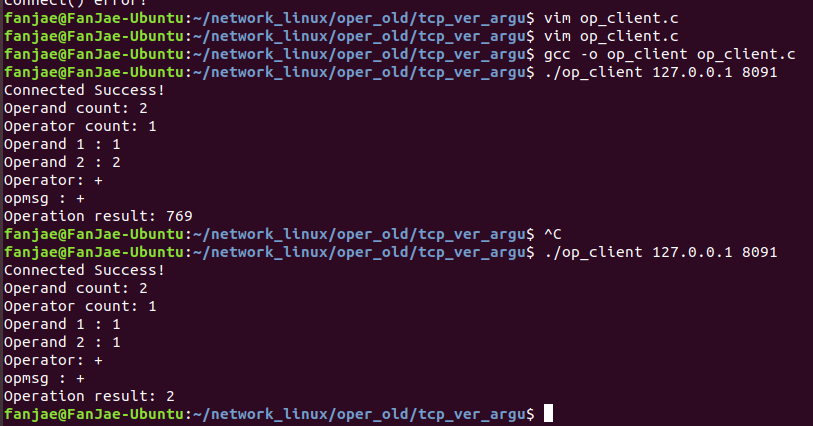 connect() error!
fanjae@FanJae-Ubuntu:~/network_linux/oper_old/tcp_ver_argu$ vim op_client.c
fanjae@FanJae-Ubuntu:~/network_linux/oper_old/tcp_ver_argu$ vim op_client.c
fanjae@FanJae-Ubuntu:~/network_linux/oper_old/tcp_ver_argu$ gcc -o op_client op_client.c
fanjae@FanJae-Ubuntu:~/network_linux/oper_old/tcp_ver_argu$ ./op_client 127.0.0.1 8091
Connected Success!
Operand count: 2
Operator count: 1
Operand 1 : 1
Operand 2 : 2
Operator: +
opmsg : +
Operation result: 769
fanjae@FanJae-Ubuntu:~/network_linux/oper_old/tcp_ver_argu$ ^C
fanjae@FanJae-Ubuntu:~/network_linux/oper_old/tcp_ver_argu$ ./op_client 127.0.0.1 8091
Connected Success!
Operand count: 2
Operator count: 1
Operand 1 : 1
Operand 2 : 1
Operator: +
opmsg : +
Operation result: 2
fanjae@FanJae-Ubuntu:~/network_linux/oper_old/tcp_ver_argu$